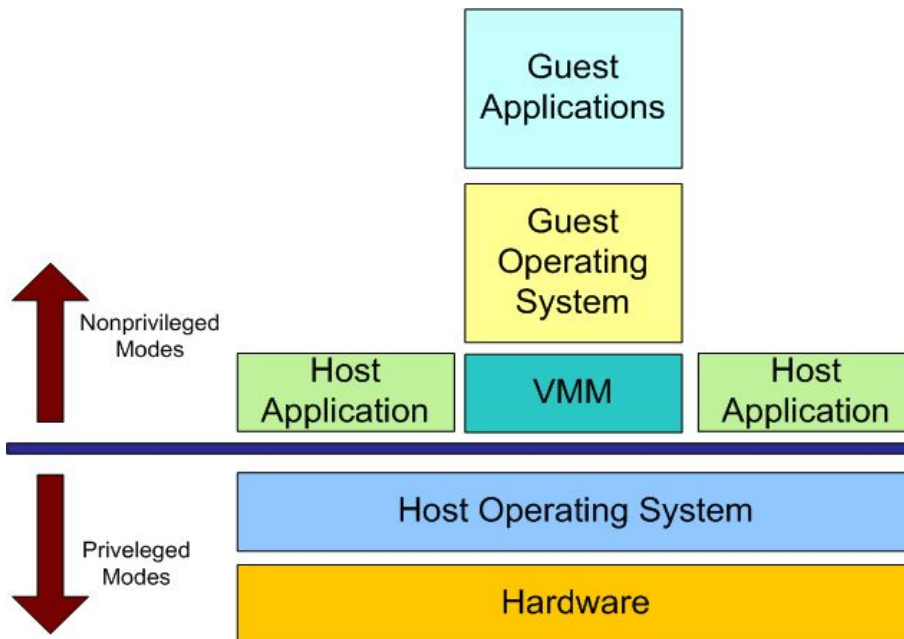 Guest
Applications
Guest
Operating
System
Nonprivileged
Modes
Host
Application
VMM
Host
Application
Host Operating System
Priveleged
Modes
Hardware